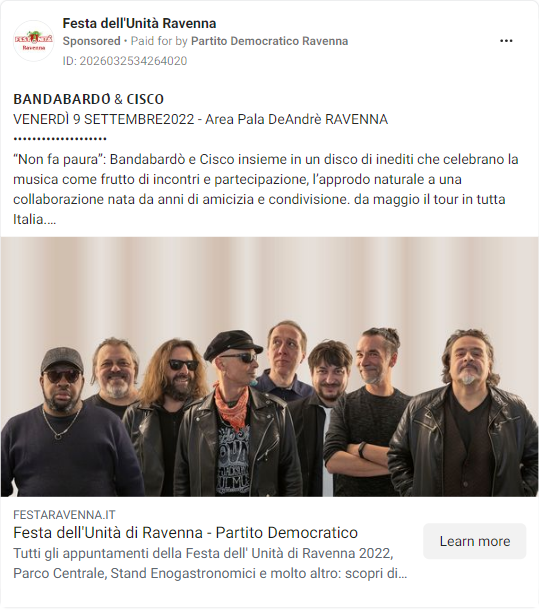 Festa dell'Unità Ravenna
Sponsored • Paid for by Partito Democratico Ravenna
ID: 2026032534264020
FESTA UNITÀ
Ravenna
BANDABARDÒ & CISCO
VENERDÌ 9 SETTEMBRE2022 - Area Pala DeAndrè RAVENNA
••••••••••••••••••••
“Non fa paura”: Bandabardò e Cisco insieme in un disco di inediti che celebrano la
musica come frutto di incontri e partecipazione, l’approdo naturale a una
collaborazione nata da anni di amicizia e condivisione. da maggio il tour in tutta
Italia.…
FESTARAVENNA.IT
Festa dell'Unità di Ravenna - Partito Democratico
Tutti gli appuntamenti della Festa dell' Unità di Ravenna 2022,
Parco Centrale, Stand Enogastronomici e molto altro: scopri di…
Learn more